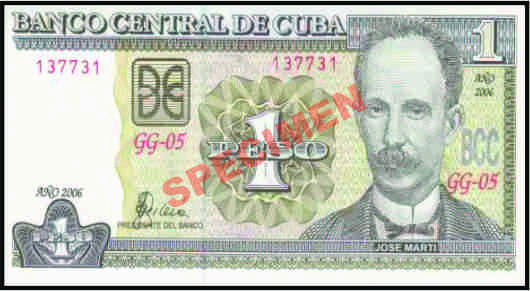 BANCO CENTRAL DE CUBA 1
137731 137731
AÑO
2006
GG-05 BCC
SPECIMEN
1 PESO
GG-05
AÑO 2006
PRESIDENTE DEL BANCO
1
JOSE MARTI